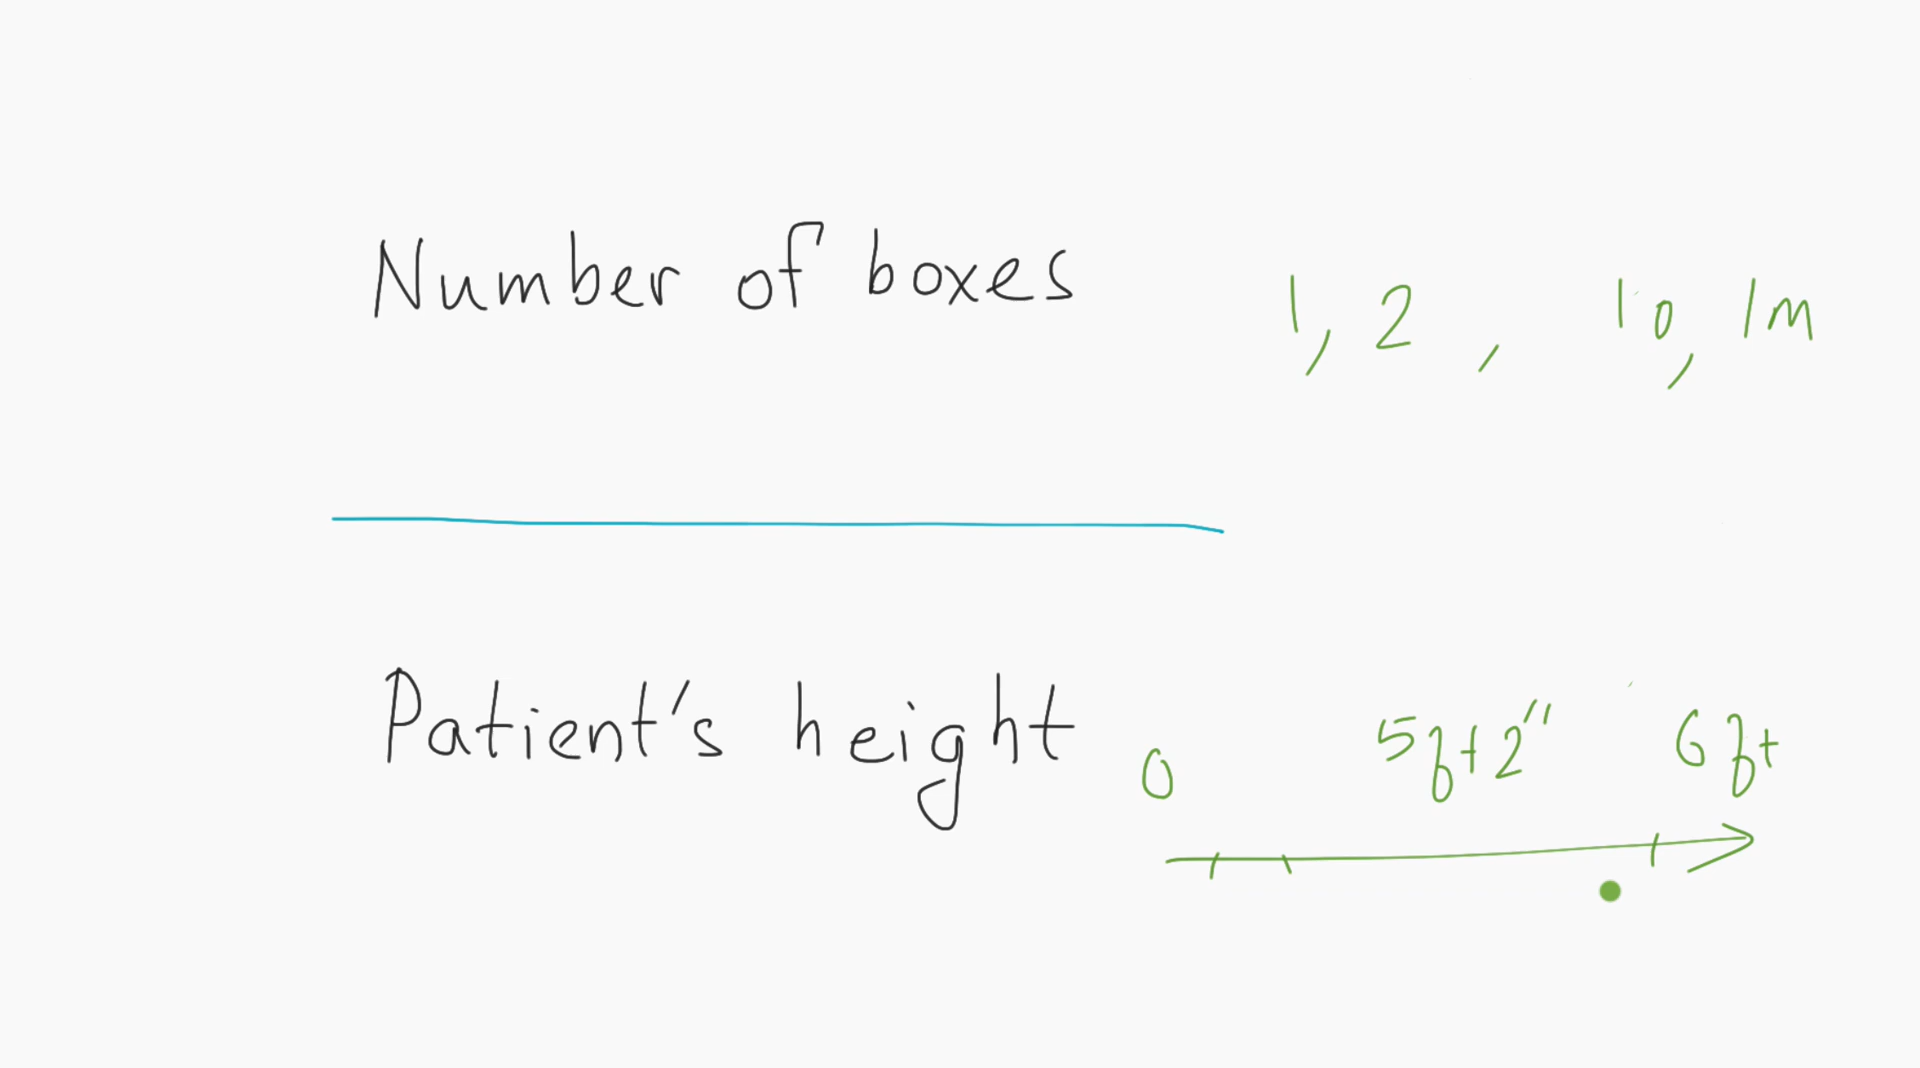 Number of boxes 1, 2, 10, 1m
Patient's height 0 5ft 2" 6ft